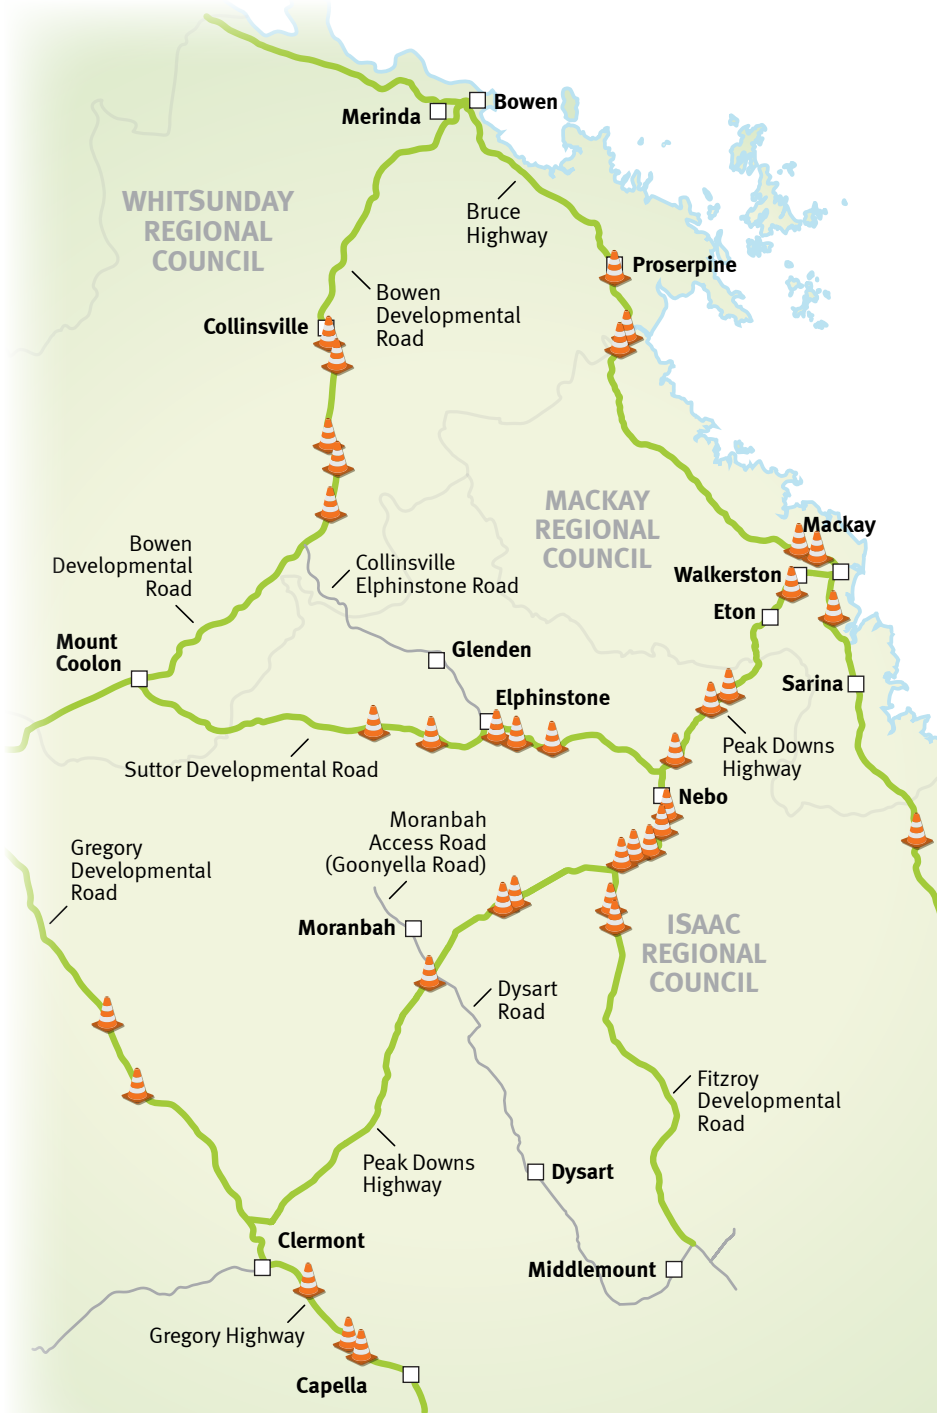 Bowen
Merinda
WHITSUNDAY
REGIONAL
COUNCIL
Bruce
Highway
Proserpine
Bowen
Developmental
Road
Collinsville
MACKAY
REGIONAL
COUNCIL
Mackay
Bowen
Developmental
Road
Collinsville
Elphinstone Road
Walkerston
Eton
Mount
Coolon
Glenden
Sarina
Elphinstone
Peak Downs
Highway
Suttor Developmental Road
Nebo
Moranbah
Access Road
(Goonyella Road)
Gregory
Developmental
Road
Moranbah
ISAAC
REGIONAL
COUNCIL
Dysart
Road
Fitzroy
Developmental
Road
Peak Downs
Highway
Dysart
Clermont
Middlemount
Gregory Highway
Capella